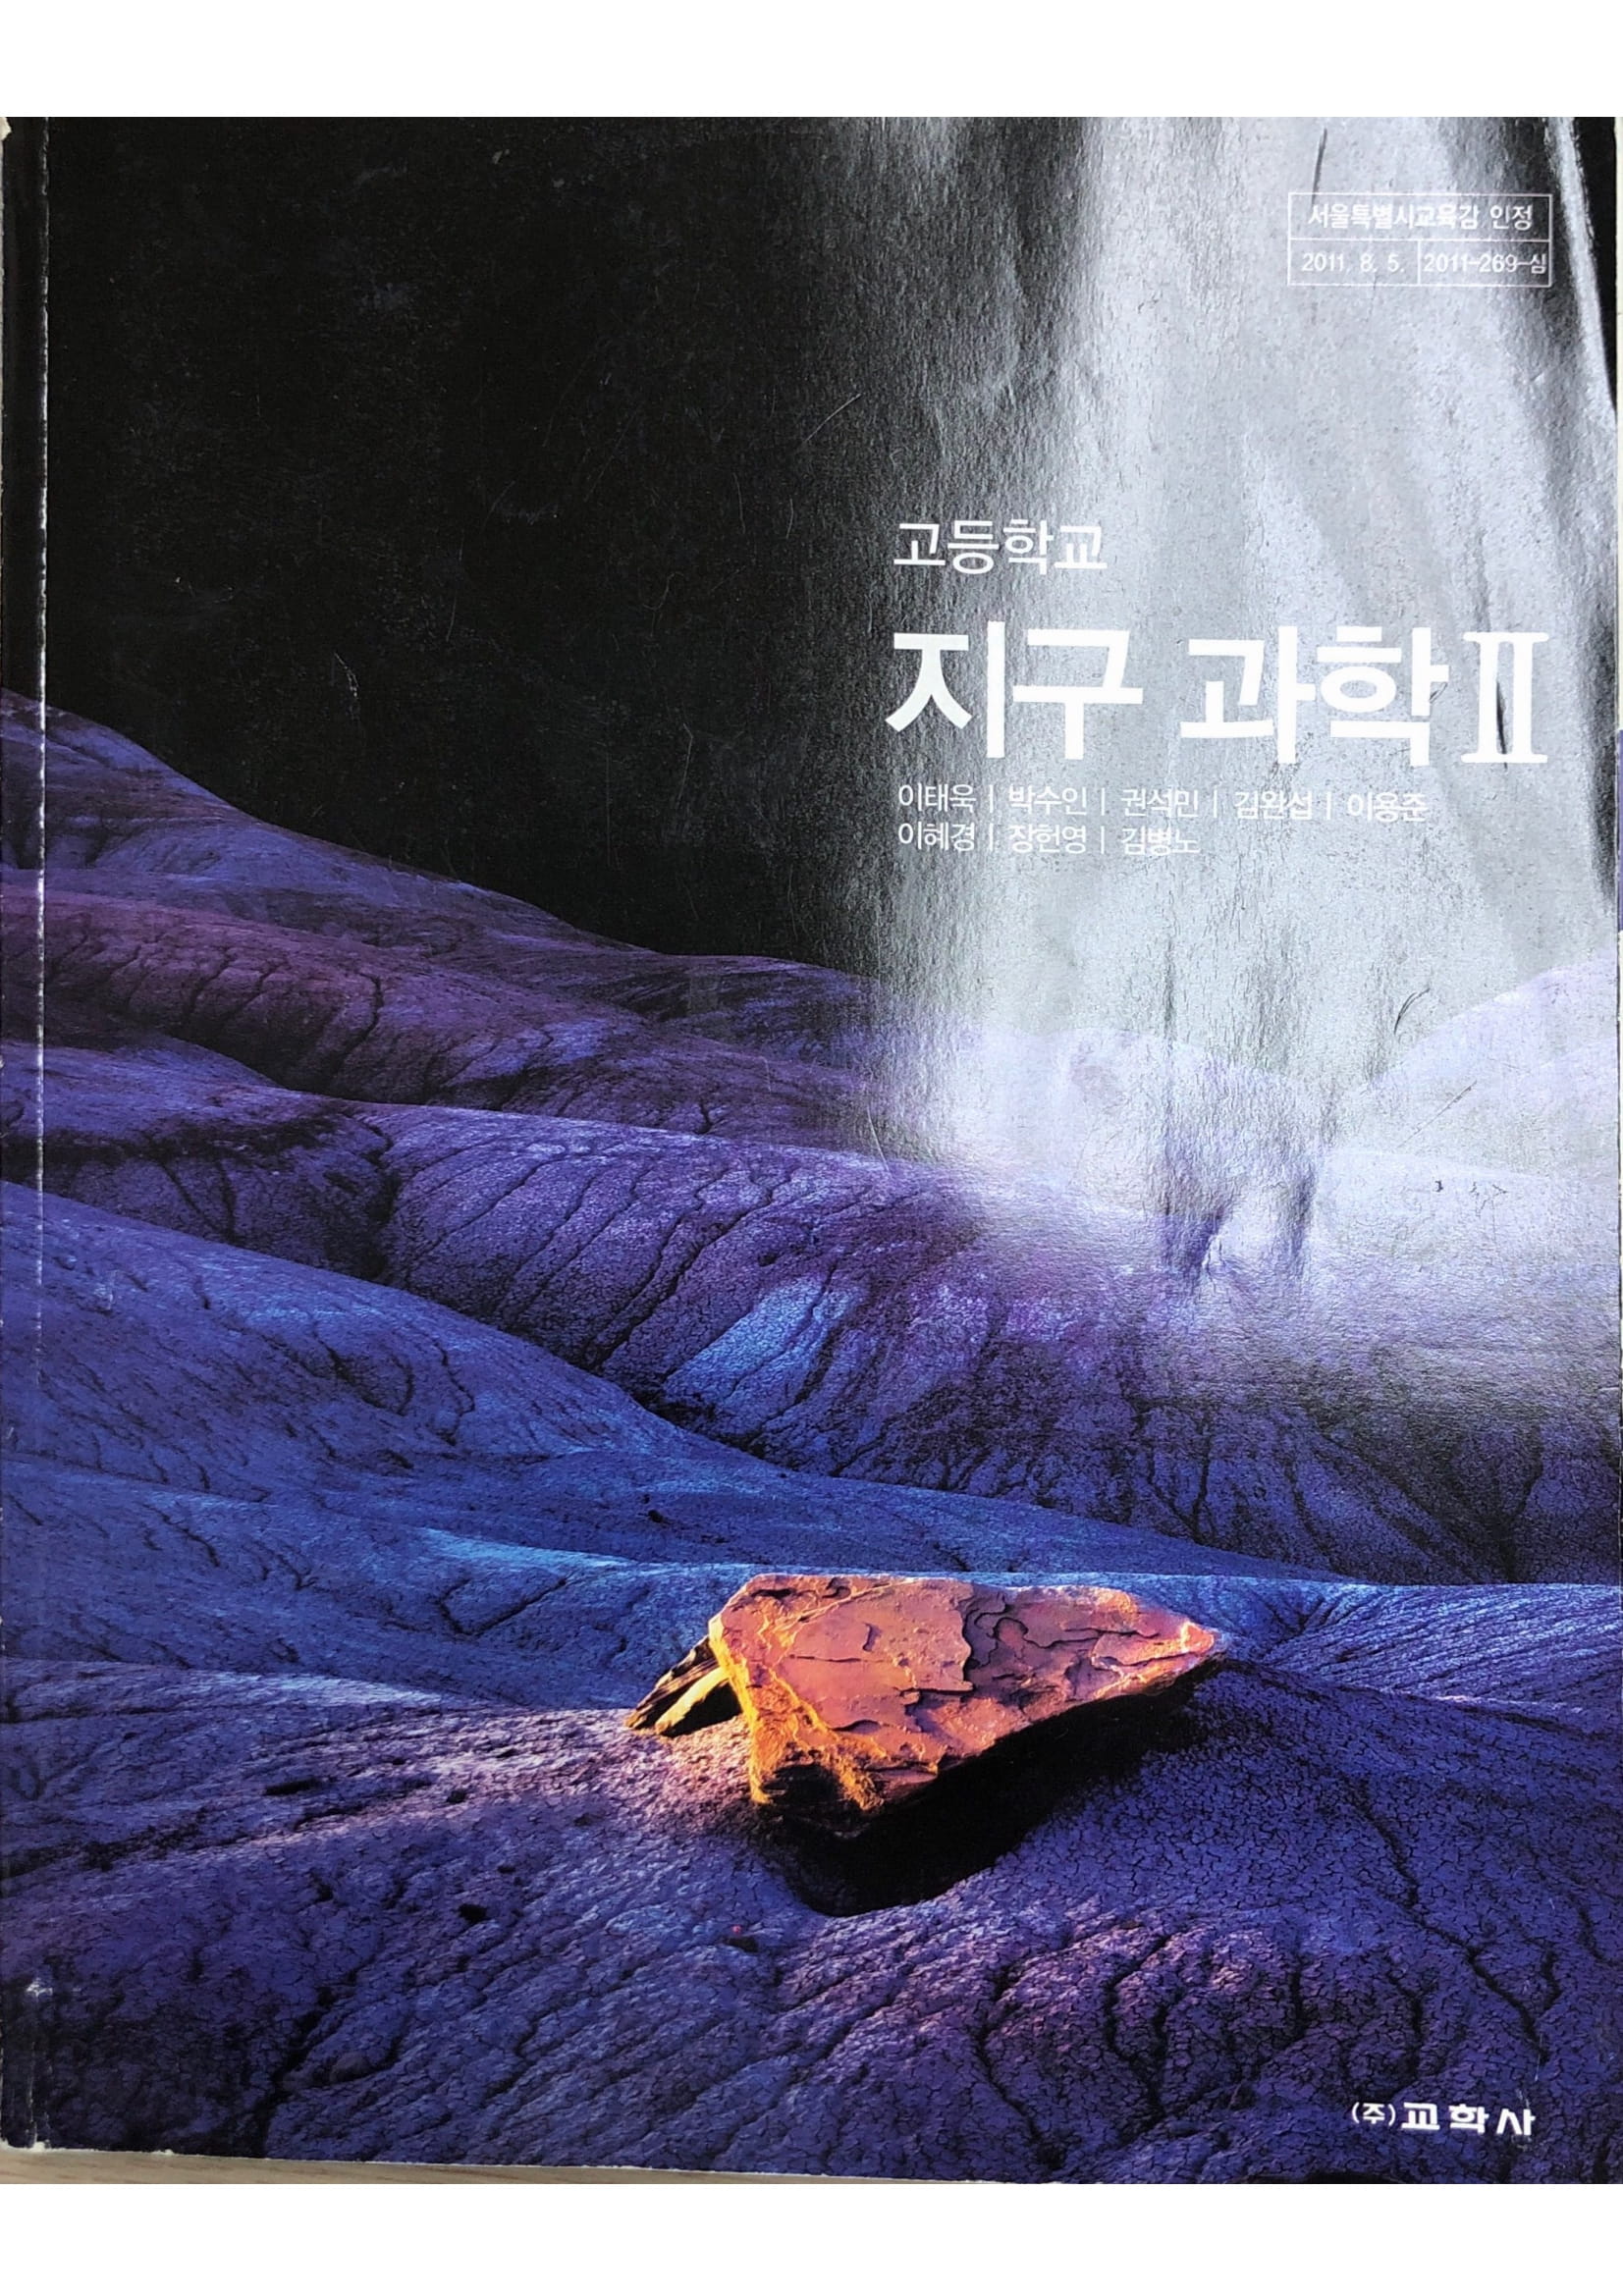 서울특별시교육감 인정
2011. 8. 5. 2011-269-심
고등학교
지구 과학Ⅱ
이태욱 | 박수인 | 권석민 | 김완섭 | 이용준
이혜경 | 장헌영 | 김병노
(주)교학사